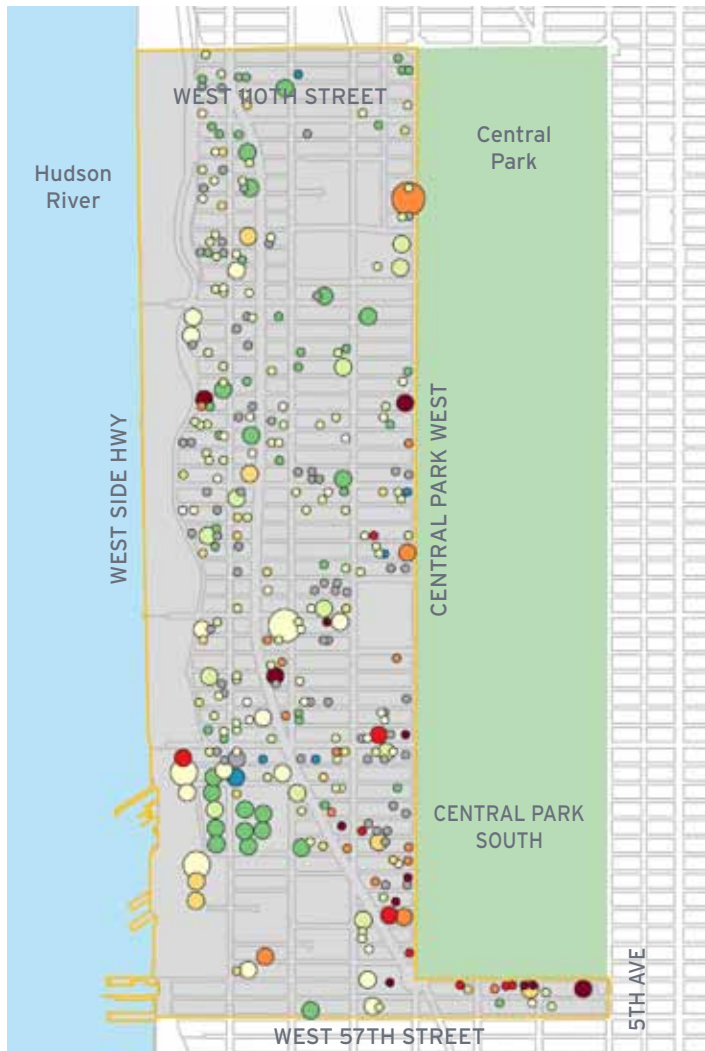 WEST 110TH STREET
Central
Park
Hudson
River
WEST SIDE HWY
CENTRAL PARK WEST
CENTRAL PARK
SOUTH
5TH AVE
WEST 57TH STREET